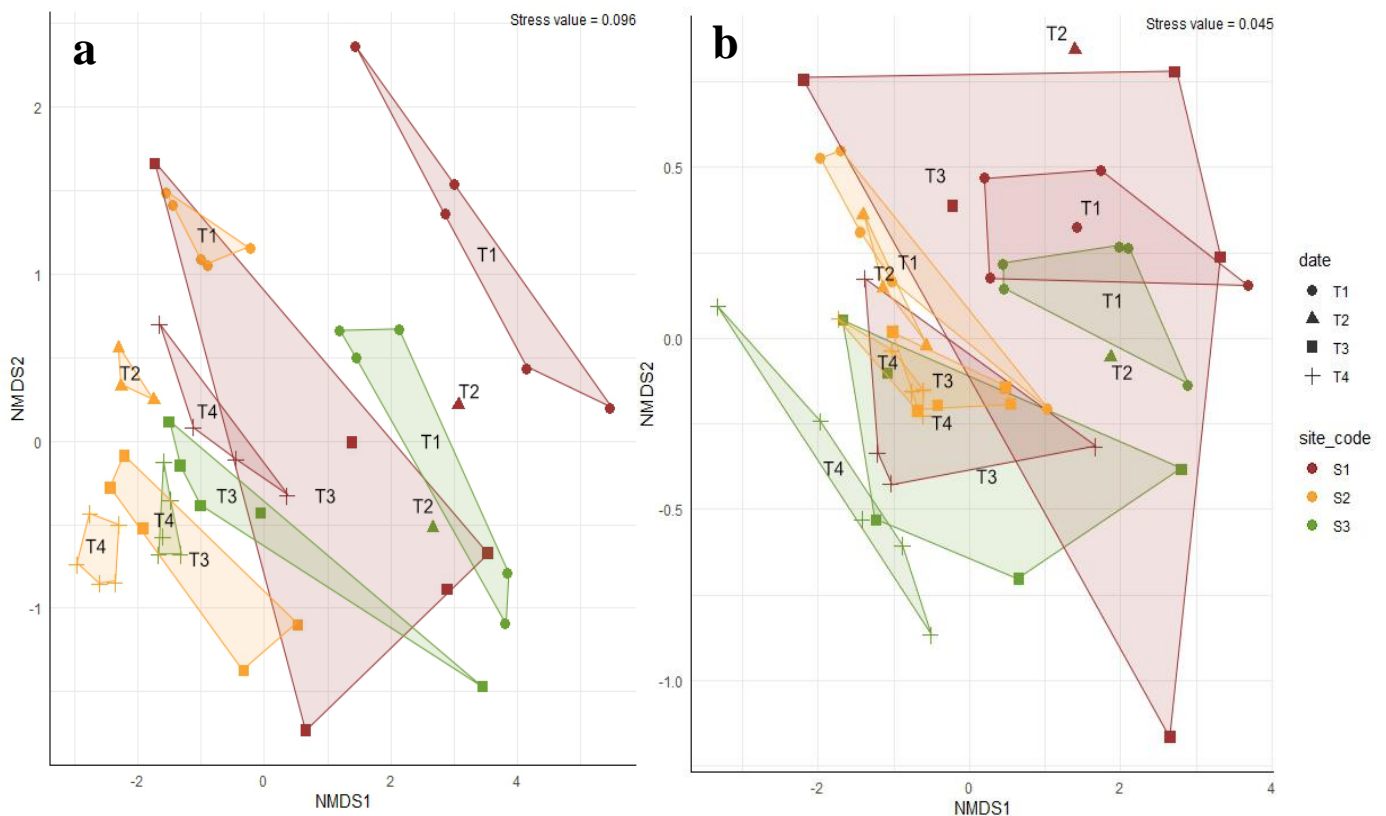 a
Stress value = 0.096
2
1
0
-1
-2
0
2
4
NMDS1
NMDS2
T1
T1
T2
T2
T4
T1
T3
T3
T2
T4
T3
T4
b
Stress value = 0.045
0.5
0.0
-0.5
-1.0
-2
0
2
4
NMDS1
NMDS2
T2
T3
T1
T1
T2
T1
T2
T4
T3
T4
T3
T4
date
T1
T2
T3
T4
site_code
S1
S2
S3